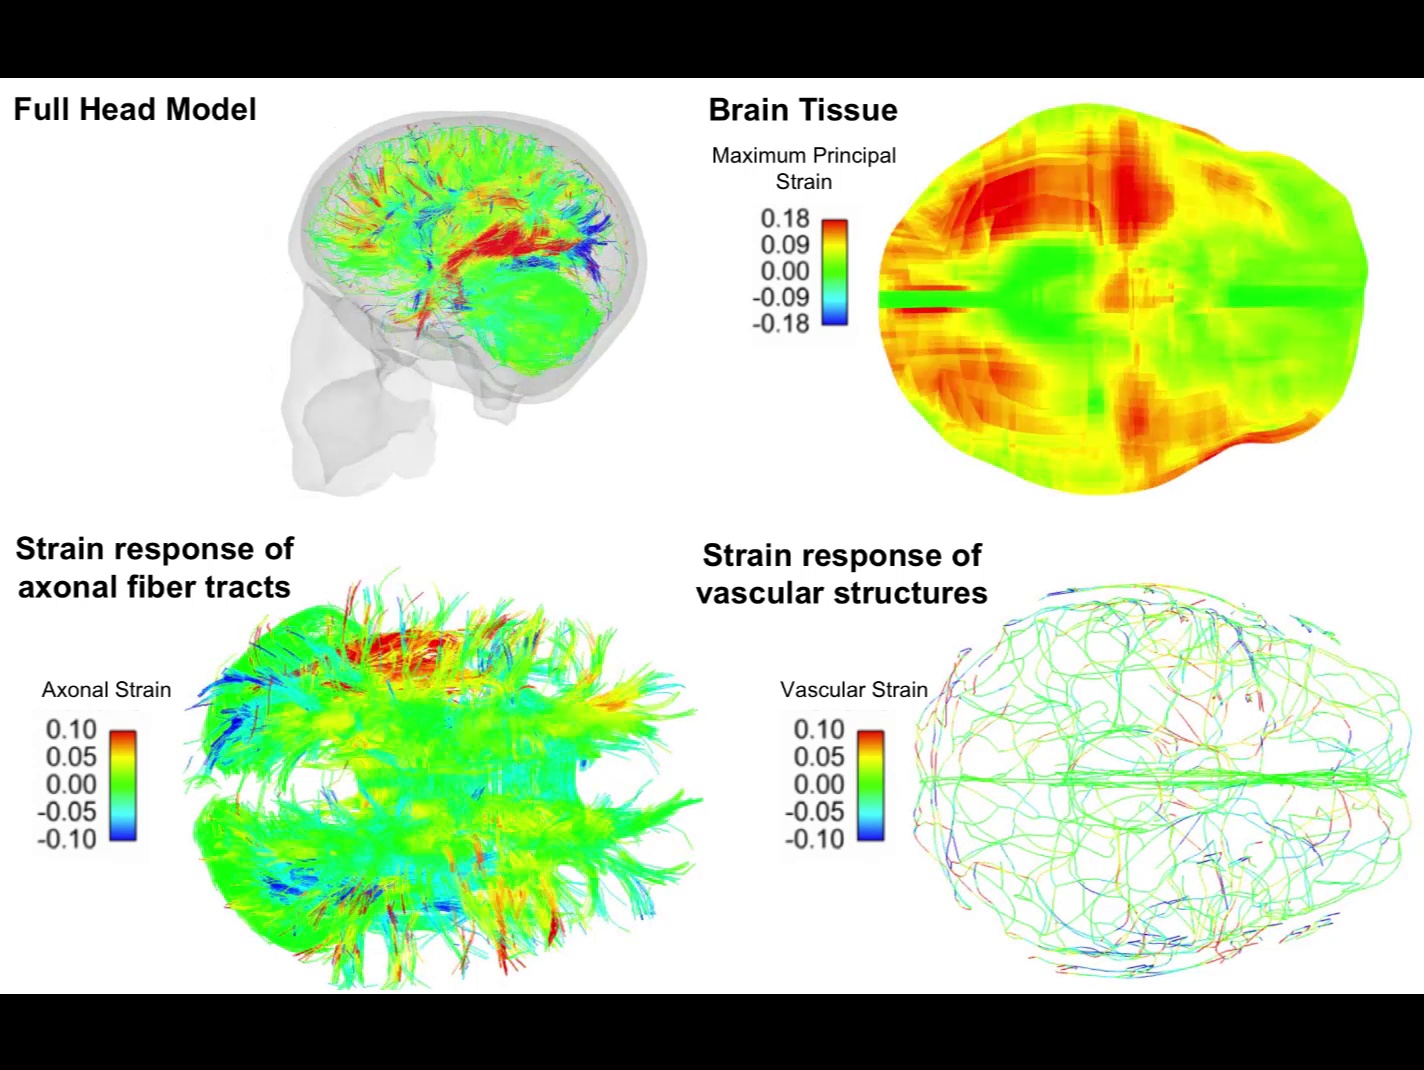 Full Head Model
Brain Tissue
Maximum Principal
Strain
0.18
0.09
0.00
-0.09
-0.18
Strain response of
axonal fiber tracts
Axonal Strain
0.10
0.05
0.00
-0.05
-0.10
Strain response of
vascular structures
Vascular Strain
0.10
0.05
0.00
-0.05
-0.10